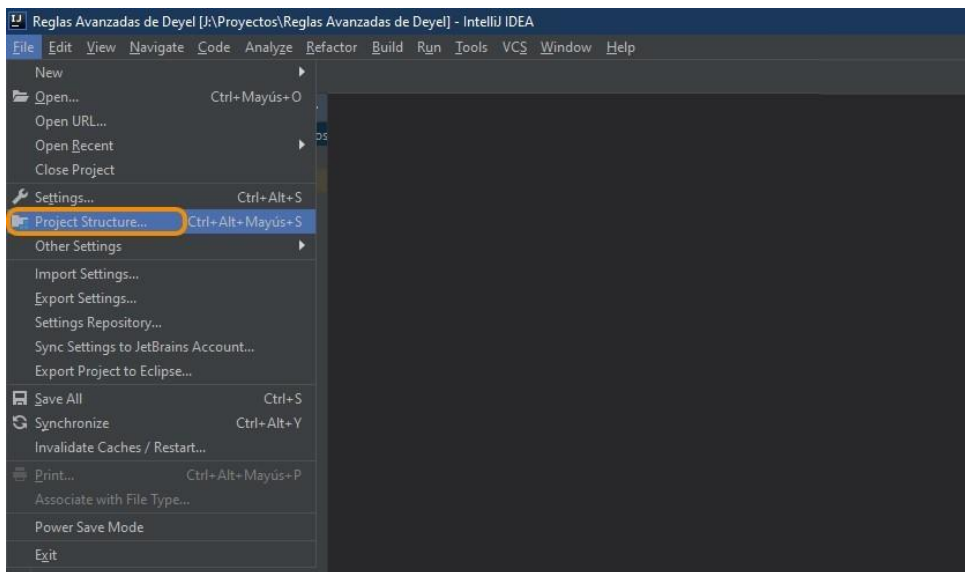 Reglas Avanzadas de Deyel [J:\Proyectos\Reglas Avanzadas de Deyel] - IntelliJ IDEA
File Edit View Navigate Code Analyze Refactor Build Run Tools VCS Window Help
New
Open... Ctrl+Mayús+O
Open URL...
Open Recent
Close Project
Settings... Ctrl+Alt+S
Project Structure... Ctrl+Alt+Mayús+S
Other Settings
Import Settings...
Export Settings...
Settings Repository...
Sync Settings to JetBrains Account...
Export Project to Eclipse...
Save All Ctrl+S
Synchronize Ctrl+Alt+Y
Invalidate Caches / Restart...
Print... Ctrl+Alt+Mayús+P
Associate with File Type...
Power Save Mode
Exit